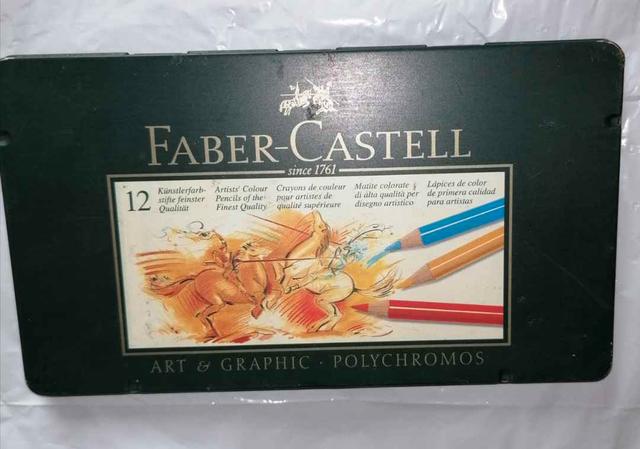 FABER-CASTELL
since 1761
12
Künstlerfarb-
stifte feinster
Qualität
Artists' Colour
Pencils of the
Finest Quality
Crayons de couleur
pour artistes de
qualité supérieure
Matite colorate
di alta qualità per
disegno artistico
Lápices de color
de primera calidad
para artistas
ART & GRAPHIC · POLYCHROMOS